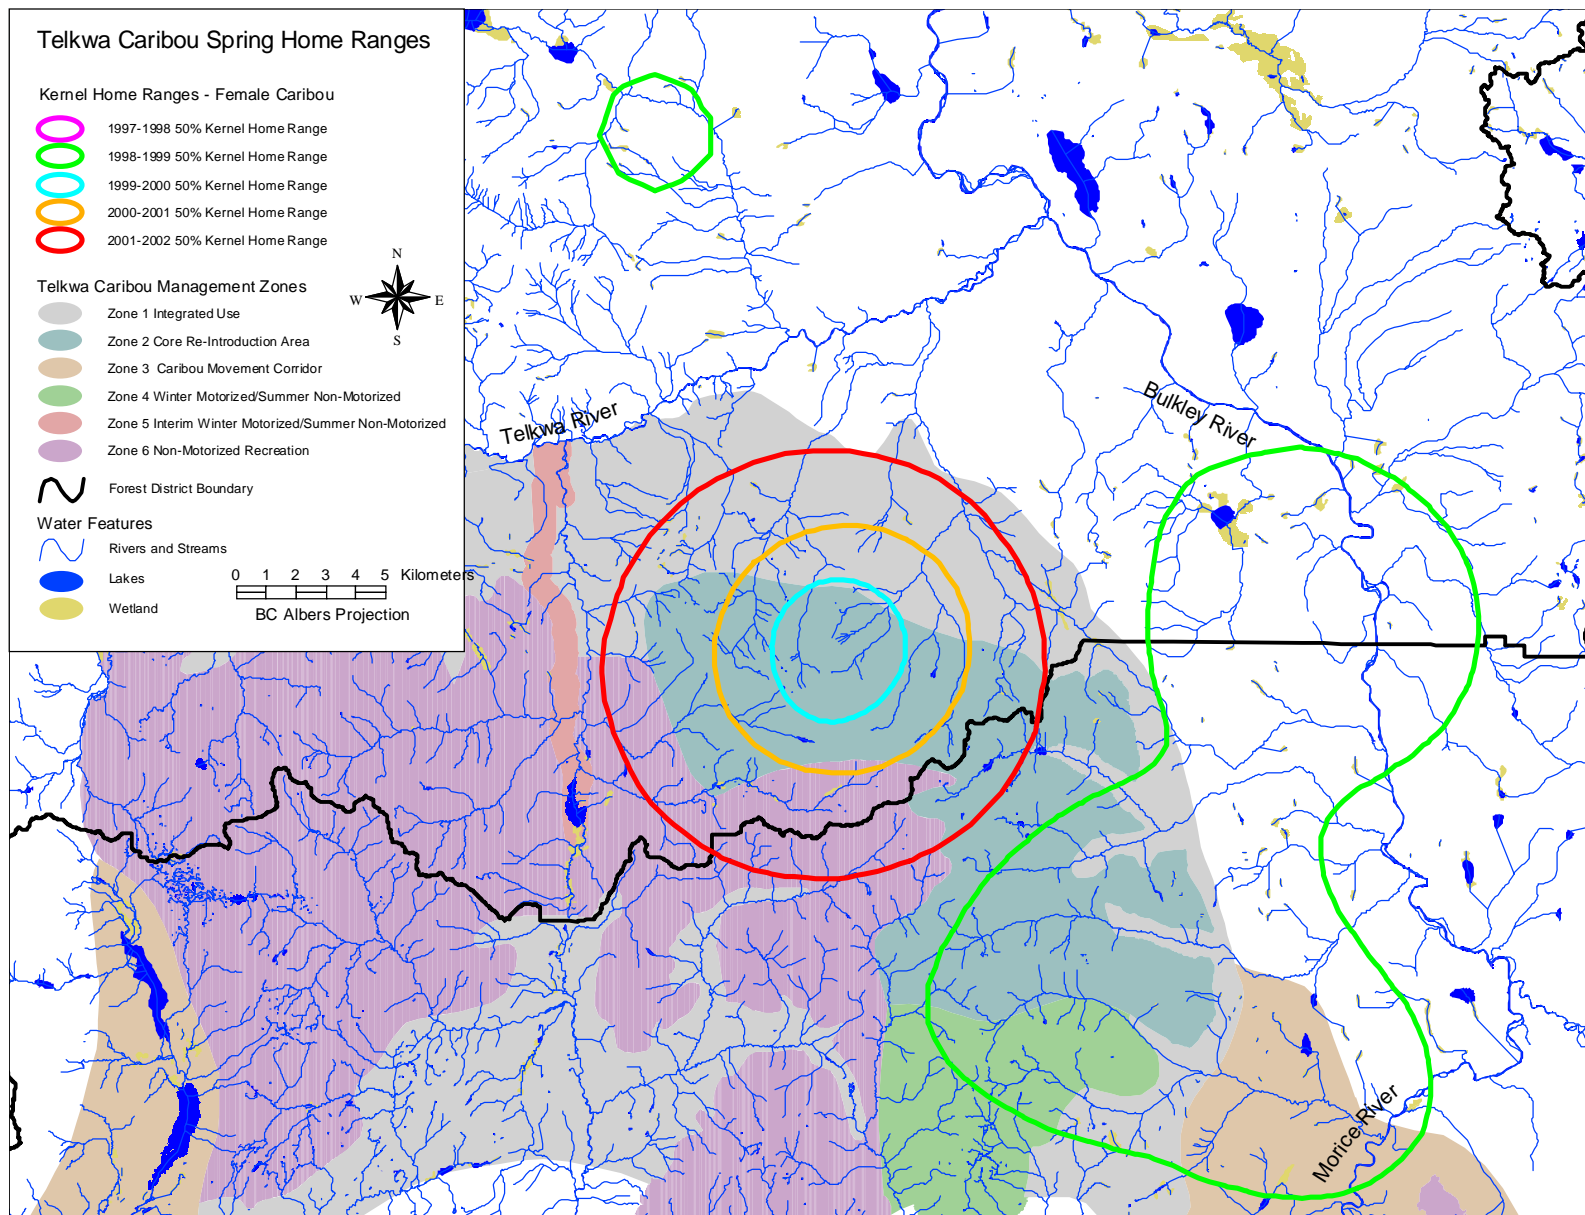 Telkwa Caribou Spring Home Ranges
Kernel Home Ranges - Female Caribou
1997-1998 50% Kernel Home Range
1998-1999 50% Kernel Home Range
1999-2000 50% Kernel Home Range
2000-2001 50% Kernel Home Range
2001-2002 50% Kernel Home Range
N
W E
S
Telkwa Caribou Management Zones
Zone 1 Integrated Use
Zone 2 Core Re-Introduction Area
Zone 3 Caribou Movement Corridor
Zone 4 Winter Motorized/Summer Non-Motorized
Zone 5 Interim Winter Motorized/Summer Non-Motorized
Zone 6 Non-Motorized Recreation
Forest District Boundary
Water Features
Rivers and Streams
Lakes
Wetland
0 1 2 3 4 5 Kilometers
BC Albers Projection
Telkwa River
Bulkley River
Morice River